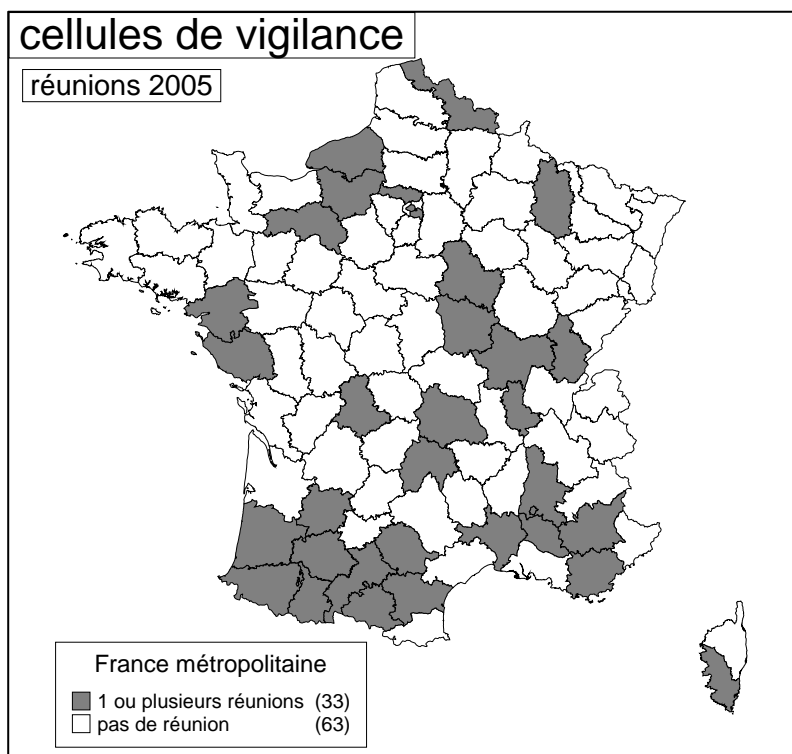 cellules de vigilance
réunions 2005
France métropolitaine
1 ou plusieurs réunions (33)
pas de réunion (63)